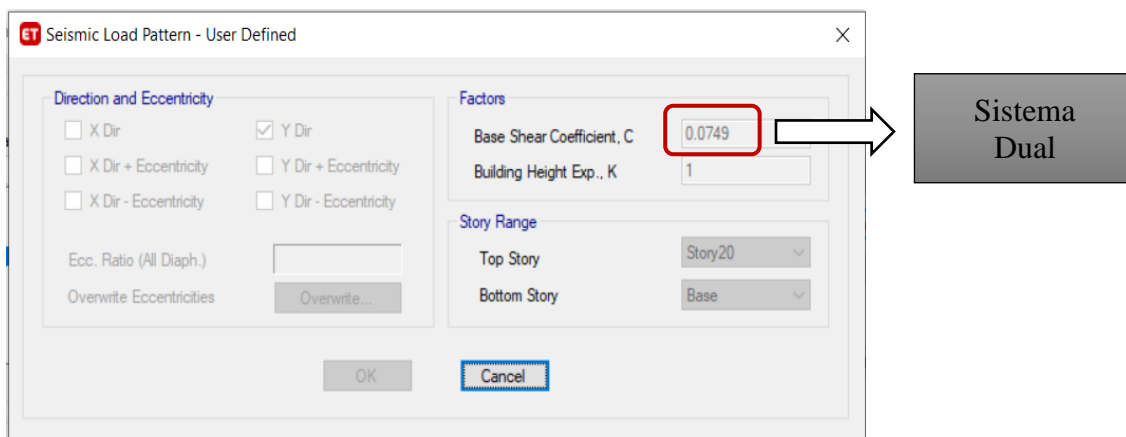 ET Seismic Load Pattern - User Defined
Direction and Eccentricity
X Dir
Y Dir
X Dir + Eccentricity
Y Dir + Eccentricity
X Dir - Eccentricity
Y Dir - Eccentricity
Ecc. Ratio (All Diaph.)
Overwrite Eccentricities
Overwrite...
Factors
Base Shear Coefficient, C
0.0749
Building Height Exp., K
1
Story Range
Top Story
Story20
Bottom Story
Base
OK
Cancel
Sistema
Dual